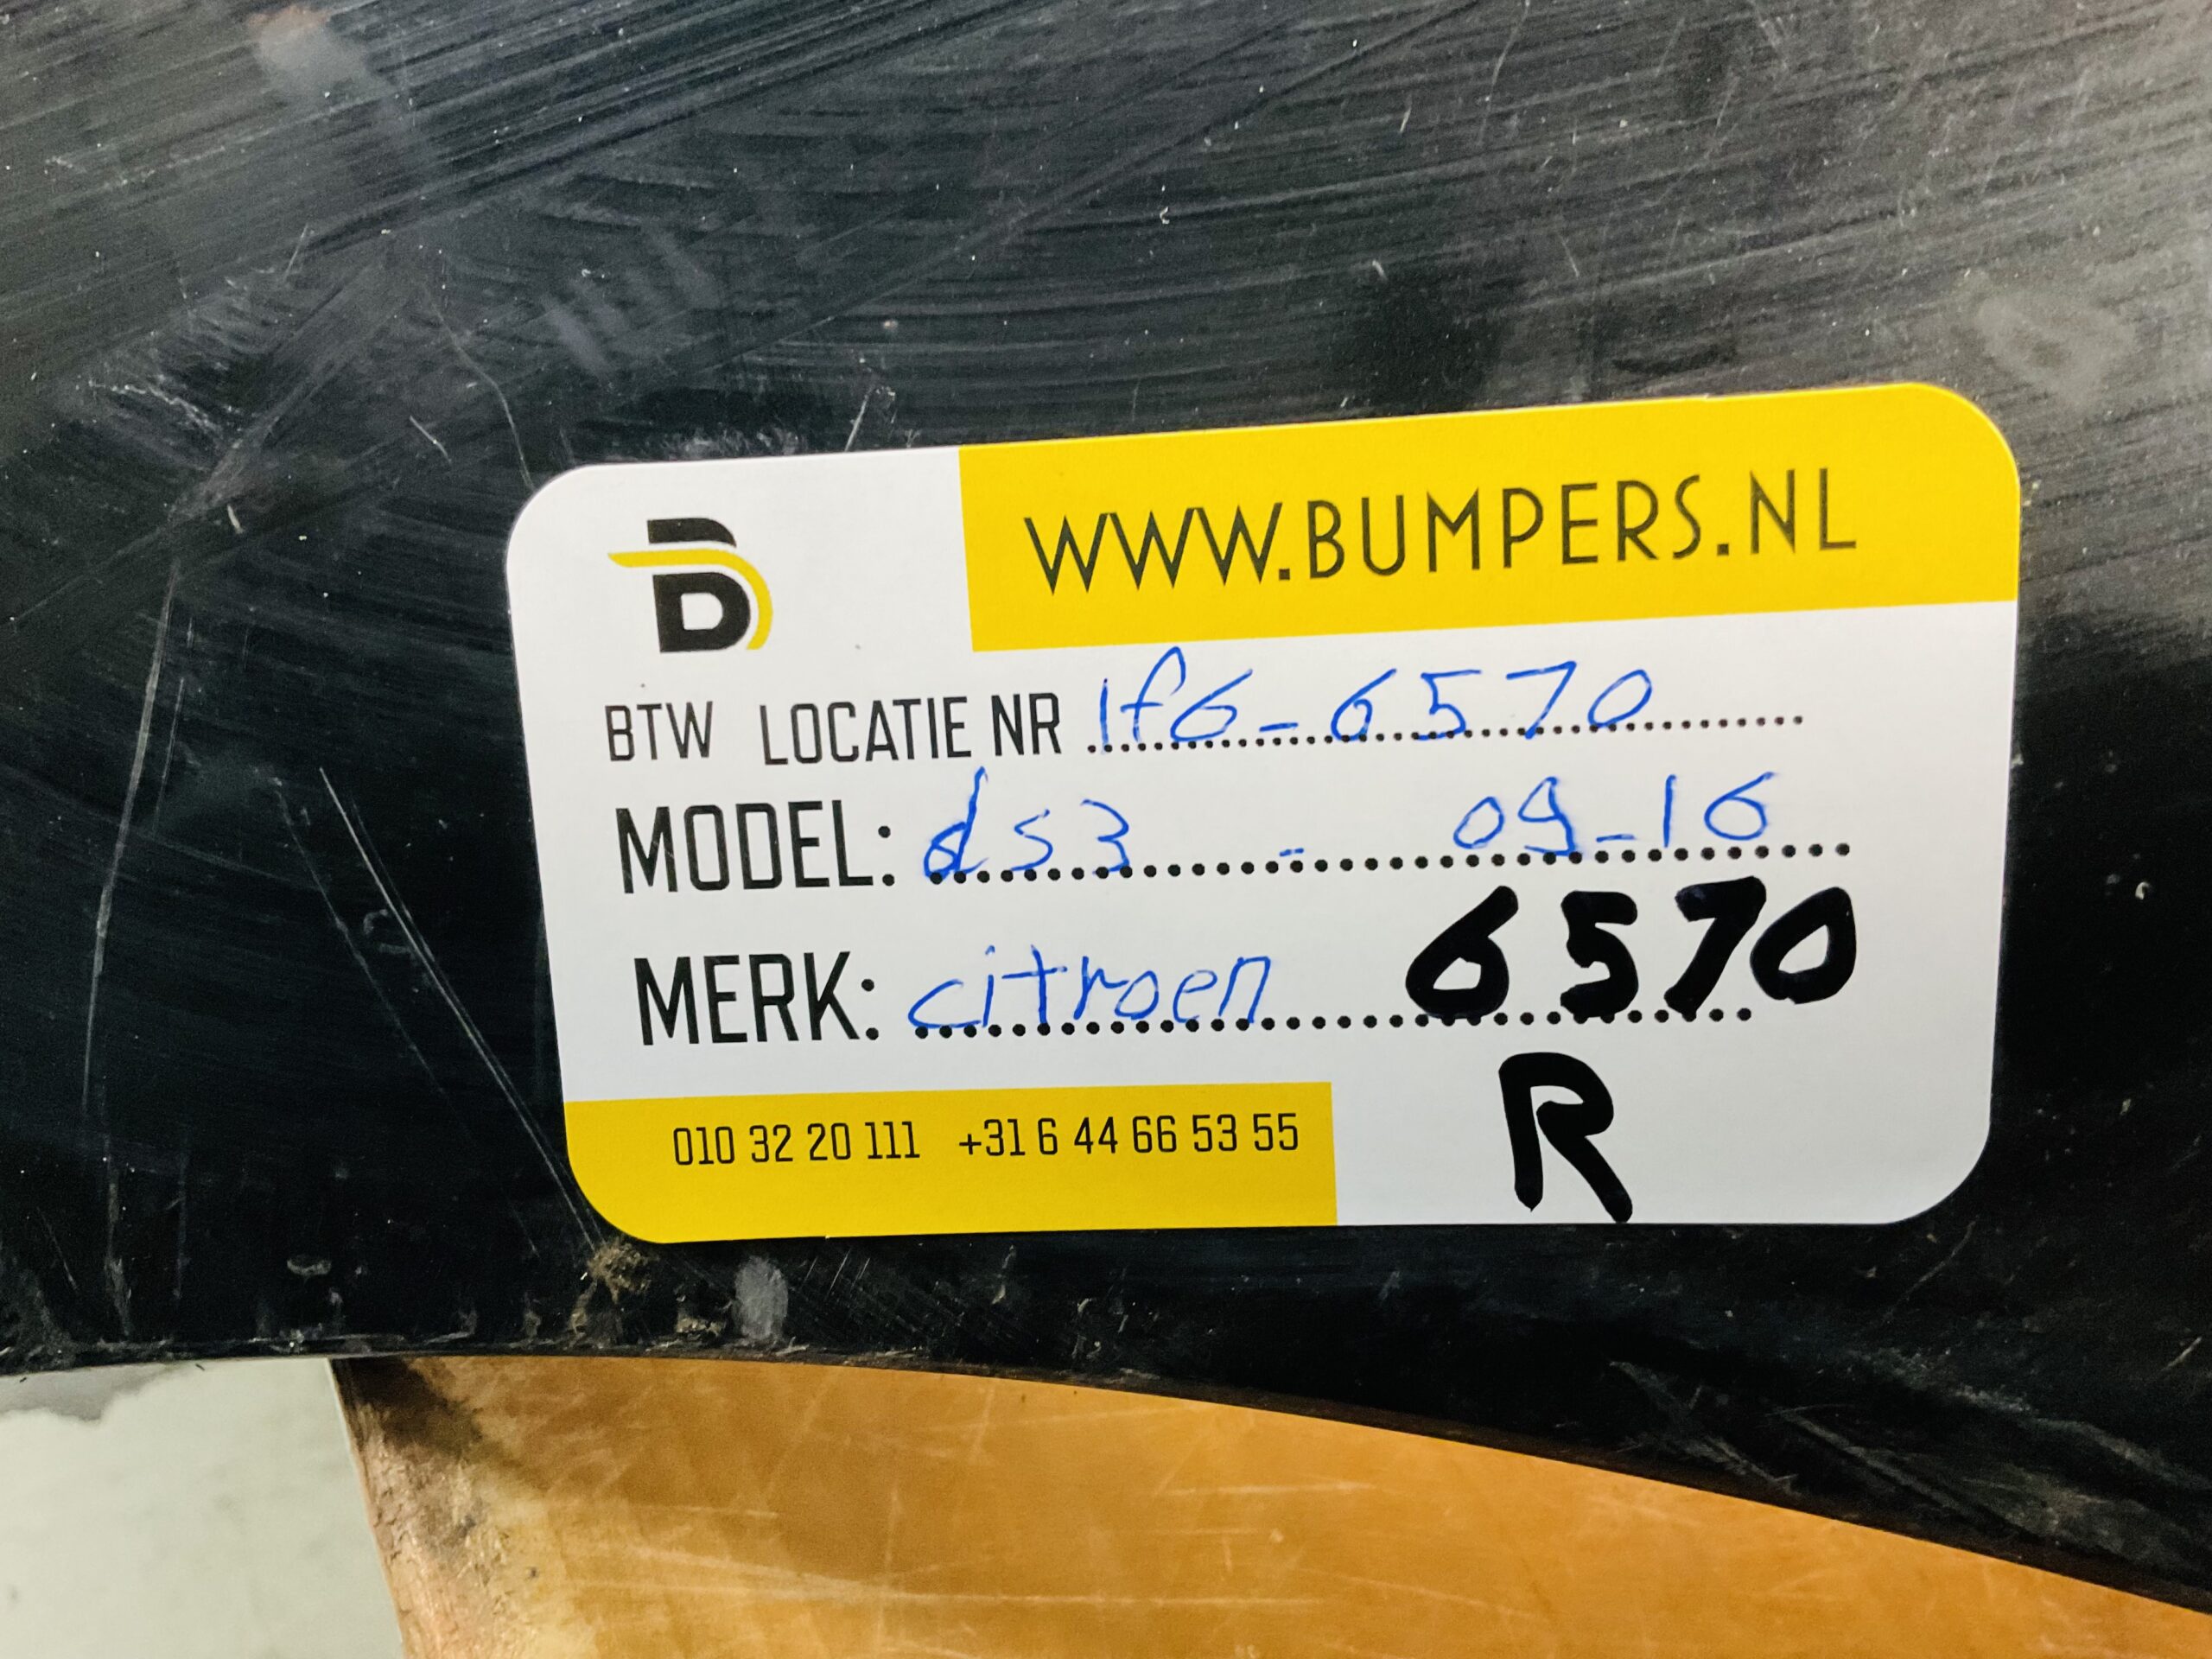 WWW.BUMPERS.NL
BTW LOCATIE NR 1f6-6570
MODEL: ds3 - 09-16
MERK: citroen 6570
R
010 32 20 111 +31 6 44 66 53 55